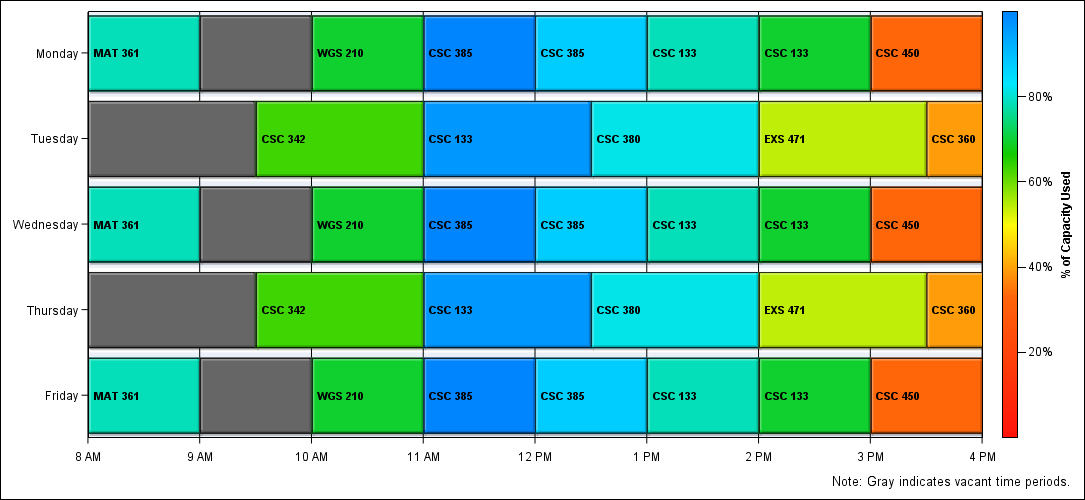 Monday MAT 361 WGS 210 CSC 385 CSC 385 CSC 133 CSC 133 CSC 450
Tuesday CSC 342 CSC 133 CSC 380 EXS 471 CSC 360
Wednesday MAT 361 WGS 210 CSC 385 CSC 385 CSC 133 CSC 133 CSC 450
Thursday CSC 342 CSC 133 CSC 380 EXS 471 CSC 360
Friday MAT 361 WGS 210 CSC 385 CSC 385 CSC 133 CSC 133 CSC 450
8 AM 9 AM 10 AM 11 AM 12 PM 1 PM 2 PM 3 PM 4 PM
80%
60%
40%
20%
% of Capacity Used
Note: Gray indicates vacant time periods.